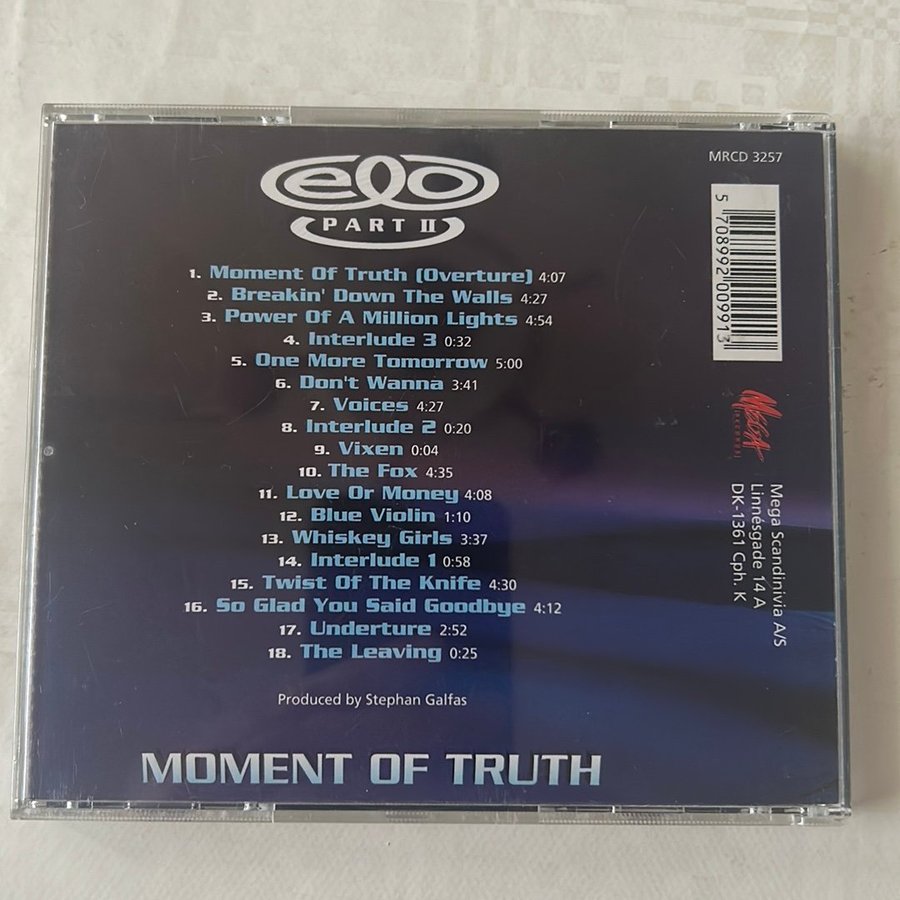 elo
PART II
MRCD 3257
5 708992 009913
1. Moment Of Truth (Overture) 4:07
2. Breakin' Down The Walls 4:27
3. Power Of A Million Lights 4:54
4. Interlude 3 0:32
5. One More Tomorrow 5:00
6. Don't Wanna 3:41
7. Voices 4:27
8. Interlude 2 0:20
9. Vixen 0:04
10. The Fox 4:35
11. Love Or Money 4:08
12. Blue Violin 1:10
13. Whiskey Girls 3:37
14. Interlude 1 0:58
15. Twist Of The Knife 4:30
16. So Glad You Said Goodbye 4:12
17. Underture 2:52
18. The Leaving 0:25
Produced by Stephan Galfas
MOMENT OF TRUTH
MEGA
RECORDS
Mega Scandinivia A/S
Linnésgade 14 A
DK-1361 Cph. K